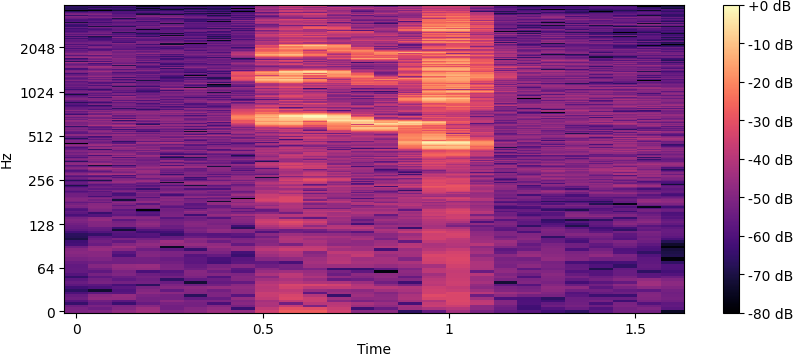 Hz
2048
1024
512
256
128
64
0
0
0.5
1
1.5
Time
+0 dB
-10 dB
-20 dB
-30 dB
-40 dB
-50 dB
-60 dB
-70 dB
-80 dB